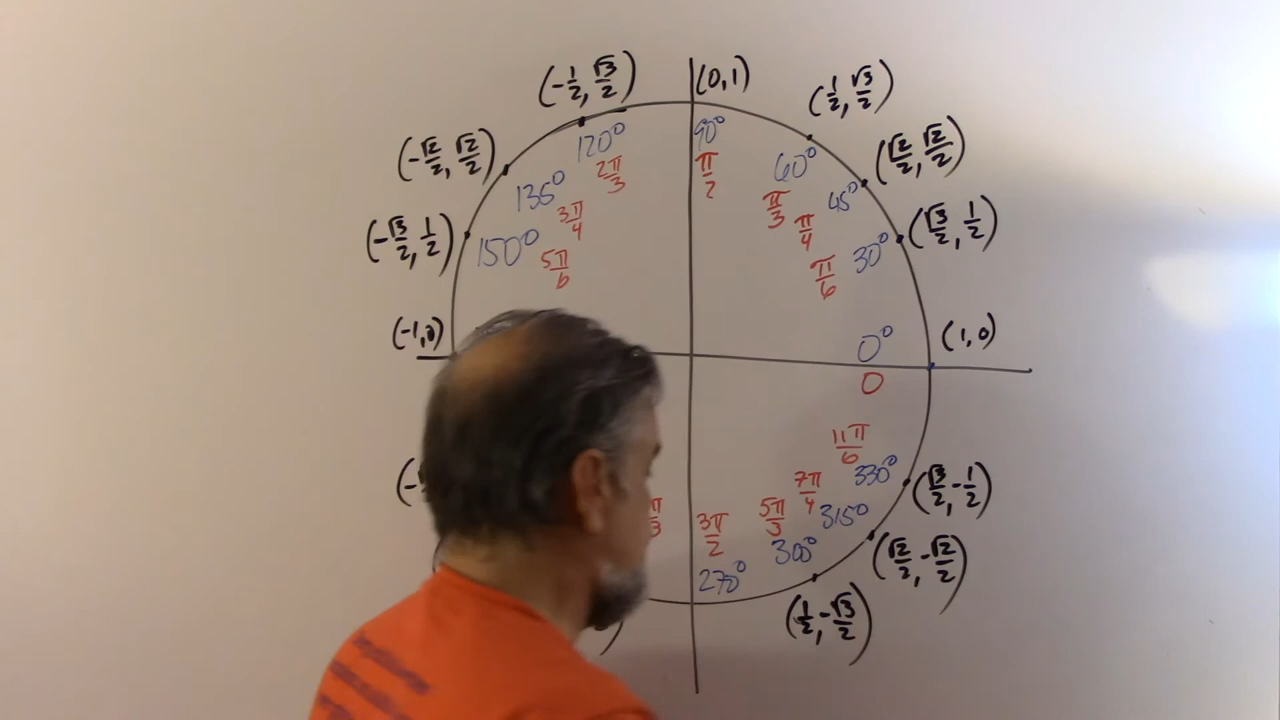 (-1/2, √3/2)
(0,1)
(1/2, √3/2)
(-√2/2, √2/2)
120°
2π/3
90°
π/2
60°
π/3
(√2/2, √2/2)
135°
3π/4
45°
π/4
(-√3/2, 1/2)
150°
5π/6
30°
π/6
(√3/2, 1/2)
(-1,0)
0°
0
(1,0)
11π/6
330°
(√3/2, -1/2)
7π/4
315°
(√2/2, -√2/2)
3π/2
270°
5π/3
300°
(1/2, -√3/2)